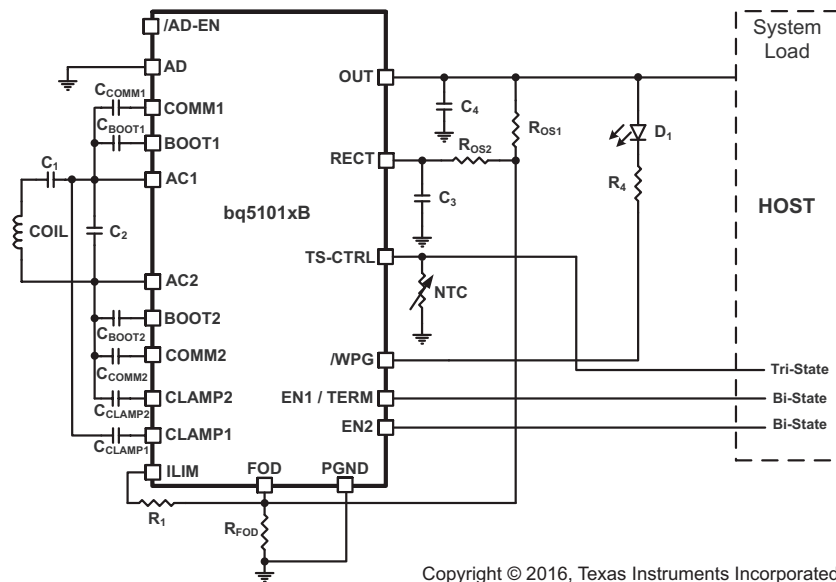 System
Load
/AD-EN
AD
OUT
C_COMM1
COMM1
C_4
D_1
C_BOOT1
BOOT1
R_OS1
R_OS2
RECT
C_1
AC1
R_4
C_3
HOST
COIL
C_2
bq5101xB
TS-CTRL
NTC
AC2
BOOT2
C_BOOT2
COMM2
/WPG
C_COMM2
Tri-State
CLAMP2
EN1 / TERM
Bi-State
C_CLAMP2
CLAMP1
EN2
Bi-State
C_CLAMP1
ILIM
FOD
PGND
R_1
R_FOD
Copyright © 2016, Texas Instruments Incorporated